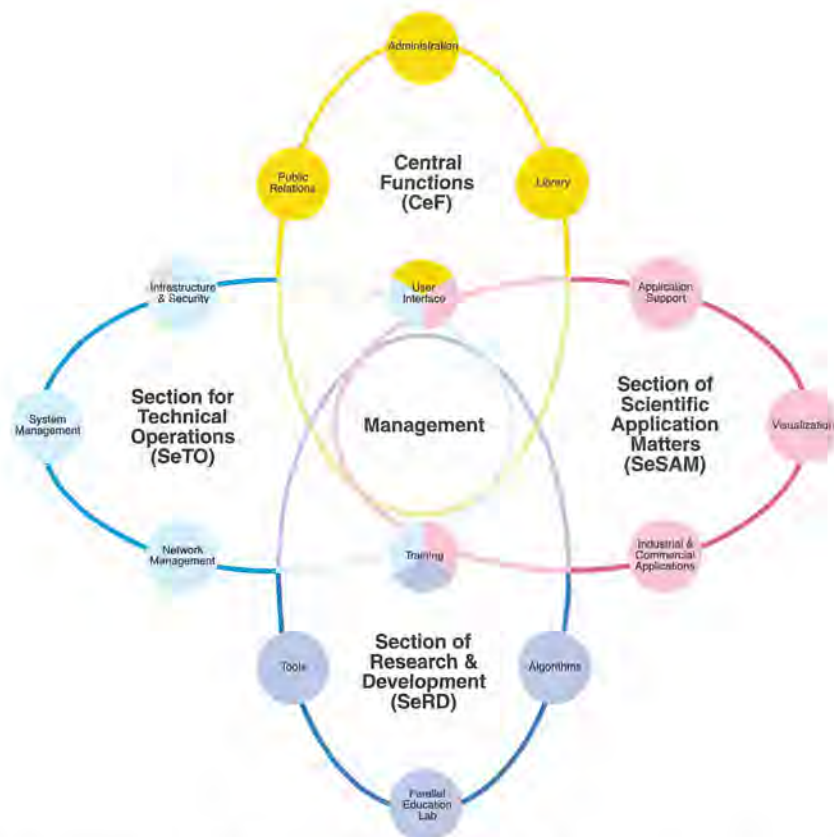 Administration
Public
Relations
Central
Functions
(CeF)
Library
Infrastructure
& Security
User
Interface
Application
Support
System
Management
Section for
Technical
Operations
(SeTO)
Management
Section of
Scientific
Application
Matters
(SeSAM)
Visualization
Network
Management
Training
Industrial &
Commercial
Applications
Tools
Section of
Research &
Development
(SeRD)
Algorithms
Parallel
Education
Lab